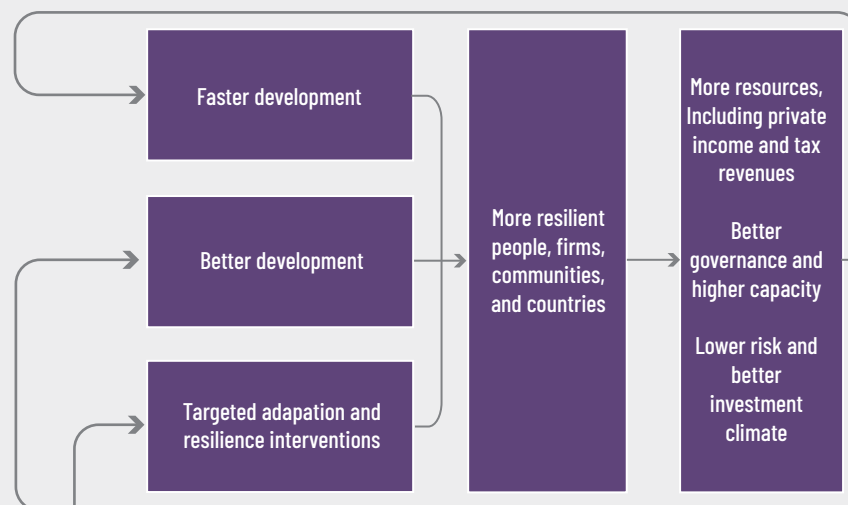 Faster development
Better development
Targeted adapation and
resilience interventions
More resilient
people, firms,
communities,
and countries
More resources,
Including private
income and tax
revenues
Better
governance and
higher capacity
Lower risk and
better
investment
climate